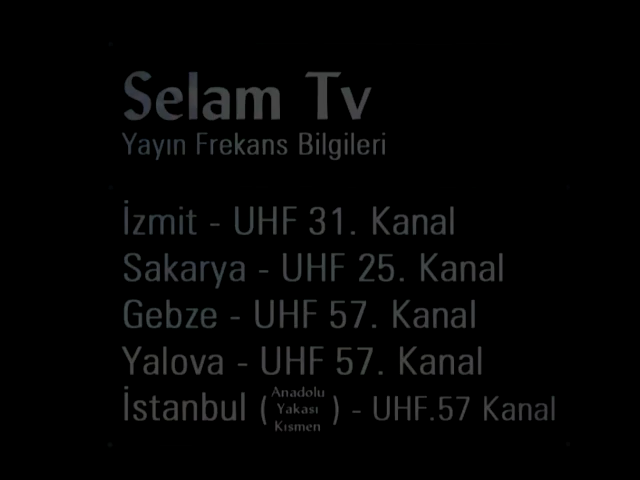 Selam Tv
Yayın Frekans Bilgileri
İzmit - UHF 31. Kanal
Sakarya - UHF 25. Kanal
Gebze - UHF 57. Kanal
Yalova - UHF 57. Kanal
İstanbul (Anadolu Yakası Kısmen) - UHF.57 Kanal